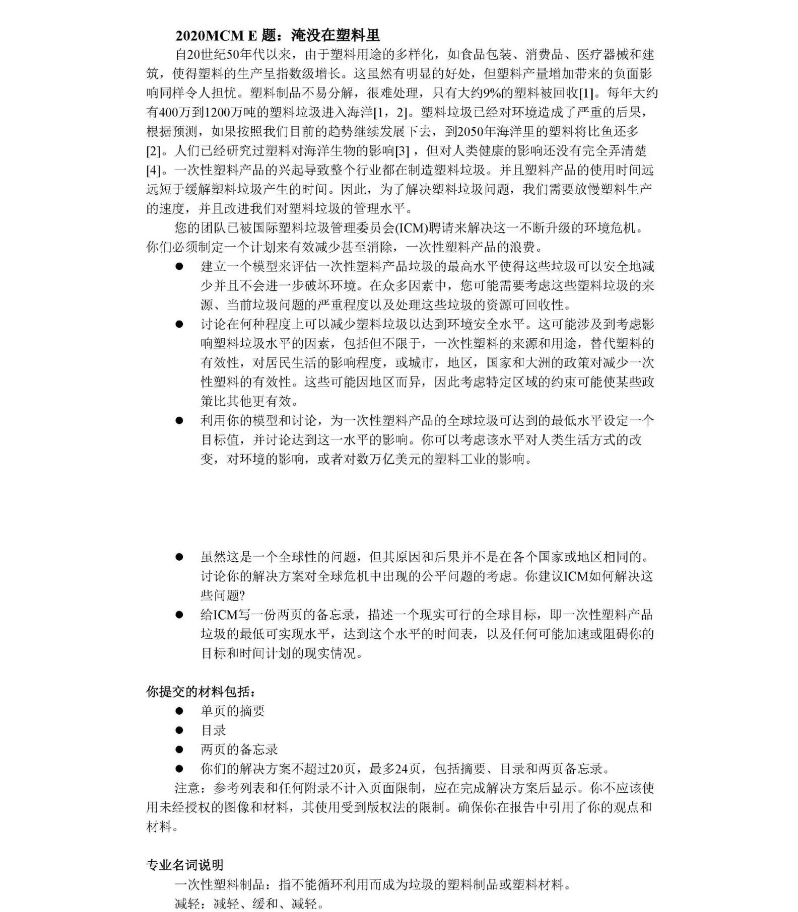 2020MCM E 题：淹没在塑料里
自20世纪50年代以来，由于塑料用途的多样化，如食品包装、消费品、医疗器械和建
筑，使得塑料的生产呈指数级增长。这虽然有明显的好处，但塑料产量增加带来的负面影
响同样令人担忧。塑料制品不易分解，很难处理，只有大约9%的塑料被回收[1]。每年大约
有400万到1200万吨的塑料垃圾进入海洋[1，2]。塑料垃圾已经对环境造成了严重的后果，
根据预测，如果按照我们目前的趋势继续发展下去，到2050年海洋里的塑料将比鱼还多
[2]。人们已经研究过塑料对海洋生物的影响[3]，但对人类健康的影响还没有完全弄清楚
[4]。一次性塑料产品的兴起导致整个行业都在制造塑料垃圾。并且塑料产品的使用时间远
远短于缓解塑料垃圾产生的时间。因此，为了解决塑料垃圾问题，我们需要放慢塑料生产
的速度，并且改进我们对塑料垃圾的管理水平。
您的团队已被国际塑料垃圾管理委员会(ICM)聘请来解决这一不断升级的环境危机。
你们必须制定一个计划来有效减少甚至消除，一次性塑料产品的浪费。
● 建立一个模型来评估一次性塑料产品垃圾的最高水平使得这些垃圾可以安全地减
少并且不会进一步破坏环境。在众多因素中，您可能需要考虑这些塑料垃圾的来
源、当前垃圾问题的严重程度以及处理这些垃圾的资源可回收性。
● 讨论在何种程度上可以减少塑料垃圾以达到环境安全水平。这可能涉及到考虑影
响塑料垃圾水平的因素，包括但不限于，一次性塑料的来源和用途，替代塑料的
有效性，对居民生活的影响程度，或城市，地区，国家和大洲的政策对减少一次
性塑料的有效性。这些可能因地区而异，因此考虑特定区域的约束可能使某些政
策比其他更有效。
● 利用你的模型和讨论，为一次性塑料产品的全球垃圾可达到的最低水平设定一个
目标值，并讨论达到这一水平的影响。你可以考虑该水平对人类生活方式的改
变，对环境的影响，或者对数万亿美元的塑料工业的影响。
● 虽然这是一个全球性的问题，但其原因和后果并不是在各个国家或地区相同的。
讨论你的解决方案对全球危机中出现的公平问题的考虑。你建议ICM如何解决这
些问题?
● 给ICM写一份两页的备忘录，描述一个现实可行的全球目标，即一次性塑料产品
垃圾的最低可实现水平，达到这个水平的时间表，以及任何可能加速或阻碍你的
目标和时间计划的现实情况。
你提交的材料包括：
● 单页的摘要
● 目录
● 两页的备忘录
● 你们的解决方案不超过20页，最多24页，包括摘要、目录和两页备忘录。
注意：参考列表和任何附录不计入页面限制，应在完成解决方案后显示。你不应该使
用未经授权的图像和材料，其使用受到版权法的限制。确保你在报告中引用了你的观点和
材料。
专业名词说明
一次性塑料制品：指不能循环利用而成为垃圾的塑料制品或塑料材料。
减轻：减轻、缓和、减轻。